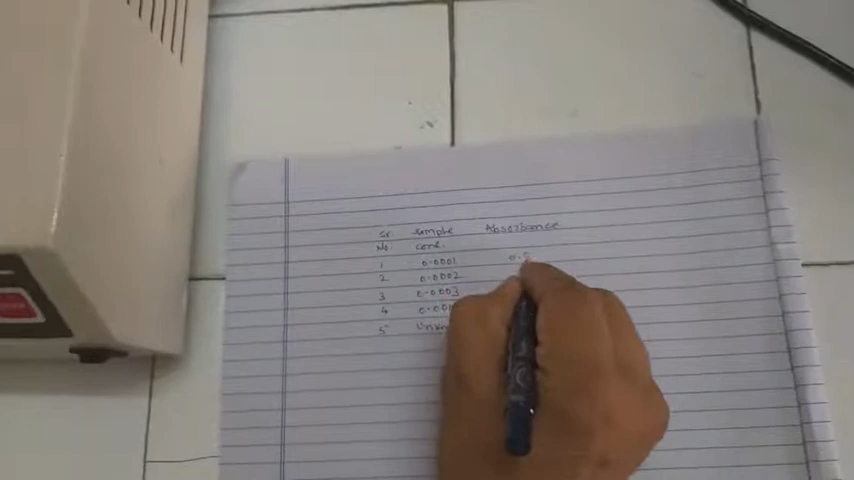 Sr. Sample Absorbance
No conc.
1 0.0001
2 0.0002
3 0.0003
4
5